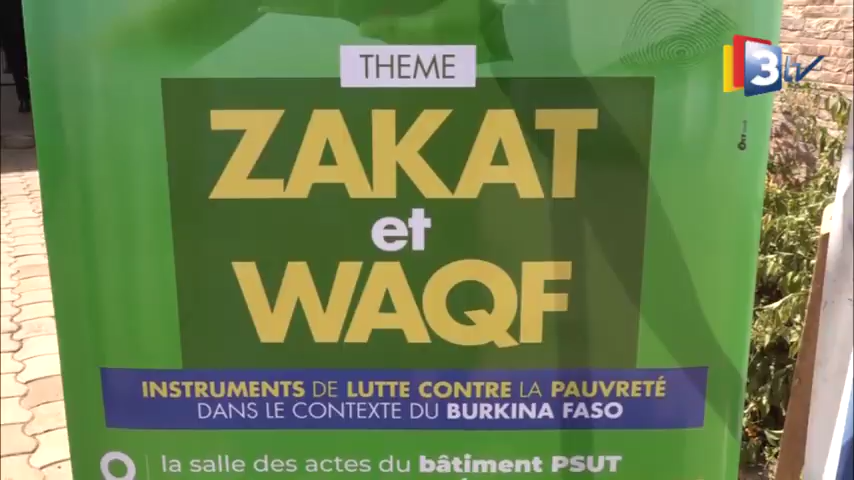 3tv
THEME
ZAKAT
et
WAQF
INSTRUMENTS DE LUTTE CONTRE LA PAUVRETÉ
DANS LE CONTEXTE DU BURKINA FASO
la salle des actes du bâtiment PSUT